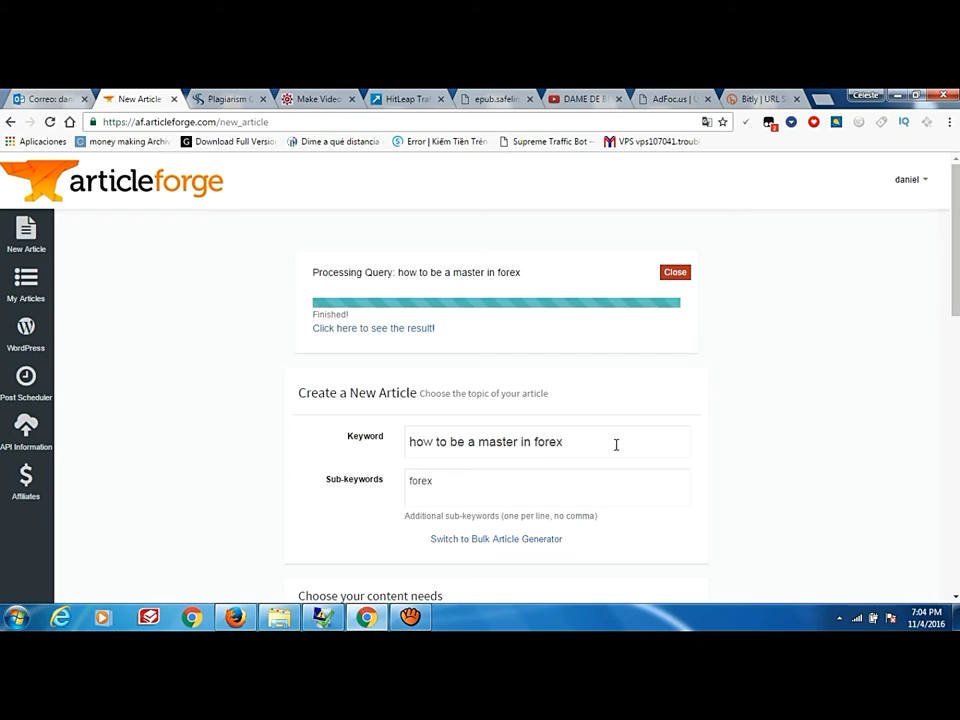 Celeste
Correo: dan
New Article
Plagiarism C
Make Video
HitLeap Traf
epub.safelin
DAME DE B
AdFoc.us | 
Bitly | URL S
https://af.articleforge.com/new_article
Aplicaciones
money making Archiv
Download Full Versio
Dime a qué distancia
Error | Kiếm Tiền Trên
Supreme Traffic Bot –
VPS vps107041.troubl
articleforge
daniel
New Article
My Articles
WordPress
Post Scheduler
API Information
Affiliates
Processing Query: how to be a master in forex
Close
Finished!
Click here to see the result!
Create a New Article Choose the topic of your article
Keyword
how to be a master in forex
Sub-keywords
forex
Additional sub-keywords (one per line, no comma)
Switch to Bulk Article Generator
Choose your content needs
7:04 PM
11/4/2016